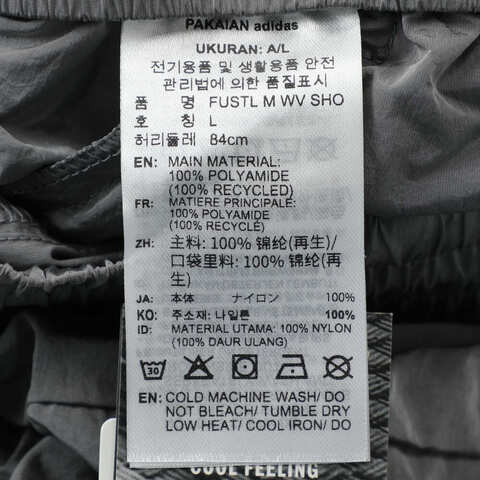 PAKAIAN adidas
UKURAN: A/L
전기용품 및 생활용품 안전
관리법에 의한 품질표시
품 명 FUSTL M WV SHO
호 칭 L
허리둘레 84cm
EN: MAIN MATERIAL:
100% POLYAMIDE
(100% RECYCLED)
FR: MATIERE PRINCIPALE:
100% POLYAMIDE
(100% RECYCLÉ)
ZH: 主料: 100% 锦纶(再生)/
口袋里料: 100% 锦纶(再
生)
JA: 本体 ナイロン 100%
KO: 주소재: 나일론 100%
ID: MATERIAL UTAMA: 100% NYLON
(100% DAUR ULANG)
30
EN: COLD MACHINE WASH/ DO
NOT BLEACH/ TUMBLE DRY
LOW HEAT/ COOL IRON/ DO
COOL FEELING